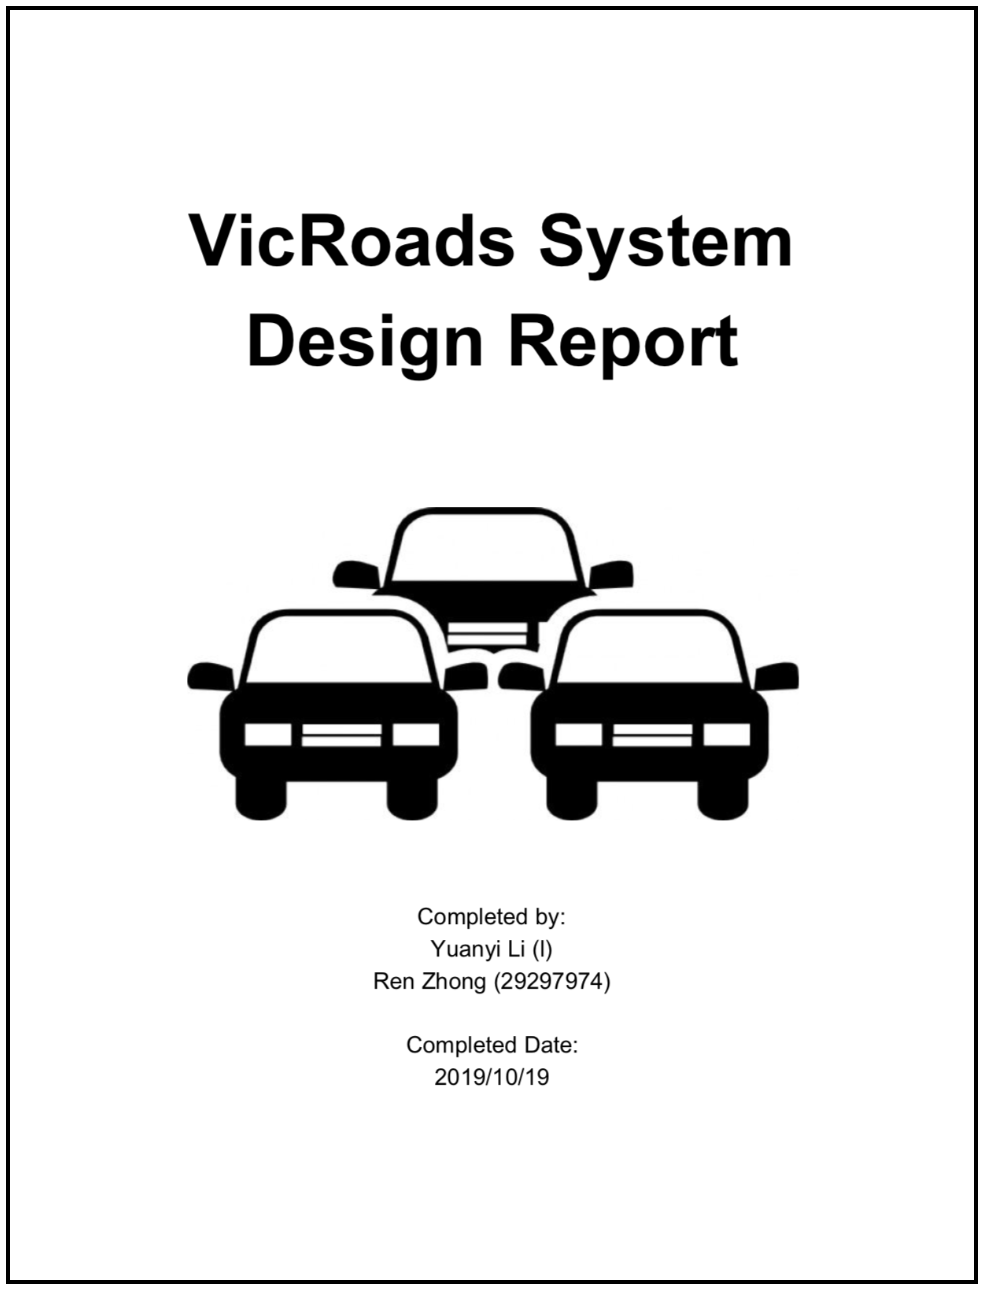 VicRoads System
Design Report
Completed by:
Yuanyi Li (l)
Ren Zhong (29297974)
Completed Date:
2019/10/19